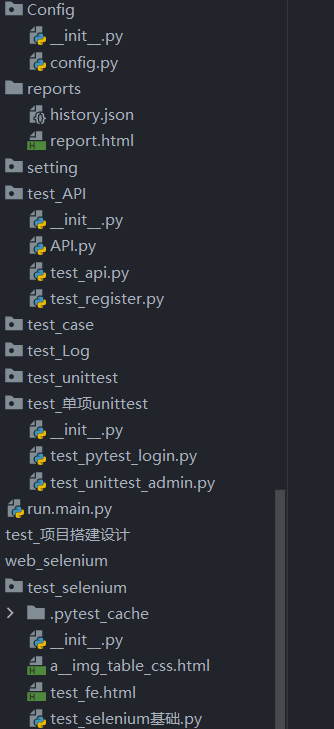 Config
__init__.py
config.py
reports
history.json
report.html
setting
test_API
__init__.py
API.py
test_api.py
test_register.py
test_case
test_Log
test_unittest
test_单项unittest
__init__.py
test_pytest_login.py
test_unittest_admin.py
run.main.py
test_项目搭建设计
web_selenium
test_selenium
.pytest_cache
__init__.py
a__img_table_css.html
test_fe.html
test_selenium基础.py